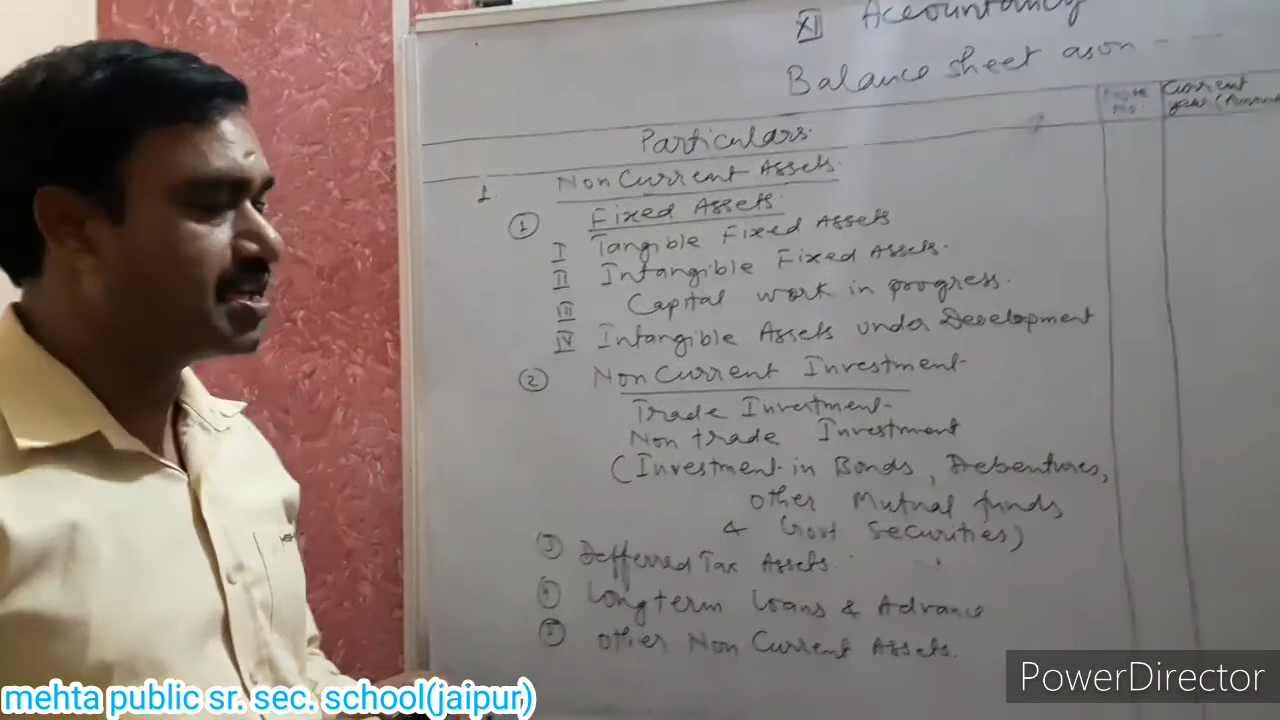 XII Accountancy
Balance sheet as on
Particulars.
Current
year (Amount
1. Non Current Assets.
① Fixed Assets.
I Tangible Fixed Assets
II Intangible Fixed Assets.
III Capital work in progress.
IV Intangible Assets under Development
② Non Current Investment
Trade Investment
Non trade Investment
(Investment in Bonds, Debentures,
other Mutual funds
& Govt Securities)
③ Defferred Tax Assets.
④ Long term Loans & Advance
⑤ Other Non Current Assets.
mehta public sr. sec. school(jaipur)
PowerDirector